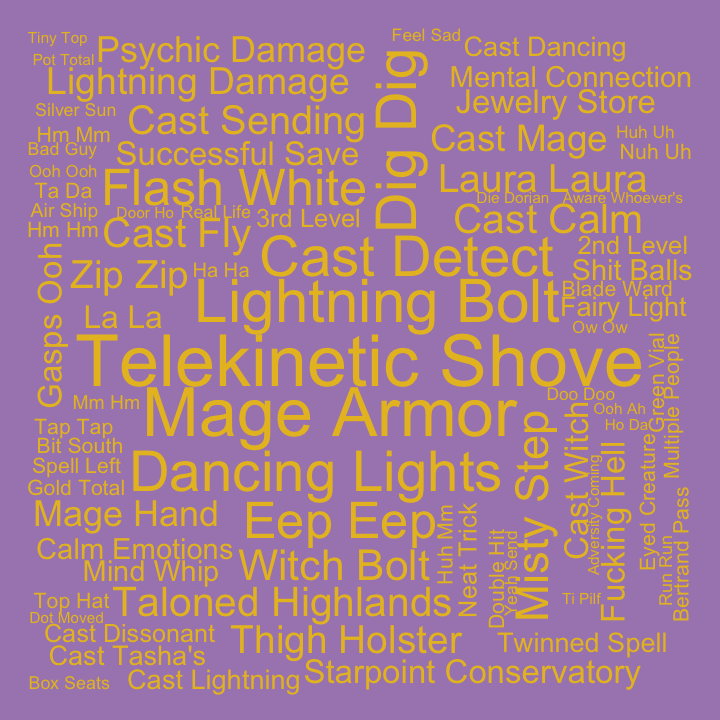 Tiny Top
Feel Sad
Psychic Damage
Cast Dancing
Pot Total
Lightning Damage
Mental Connection
Dig Dig
Jewelry Store
Silver Sun
Cast Sending
Hm Mm
Cast Mage
Huh Uh
Bad Guy
Successful Save
Nuh Uh
Ooh Ooh
Ta Da
Flash White
Laura Laura
Die Dorian
Aware Whoever's
Air Ship
Door Ho
Real Life
3rd Level
Hm Hm
Cast Fly
Cast Calm
Gasps Ooh
Cast Detect
2nd Level
Zip Zip
Ha Ha
Shit Balls
Lightning Bolt
Blade Ward
Fairy Light
La La
Ow Ow
Telekinetic Shove
Green Vial
Multiple People
Mm Hm
Mage Armor
Doo Doo
Ooh Ah
Ho Da
Tap Tap
Bit South
Misty Step
Cast Witch
Spell Left
Dancing Lights
Adversity Coming
Fucking Hell
Eyed Creature
Bertrand Pass
Gold Total
Mage Hand
Eep Eep
Huh Mm
Neat Trick
Double Hit
Yeah Send
Run Run
Calm Emotions
Witch Bolt
Mind Whip
Top Hat
Taloned Highlands
Ti Pilf
Dot Moved
Cast Dissonant
Thigh Holster
Twinned Spell
Cast Tasha's
Starpoint Conservatory
Box Seats
Cast Lightning